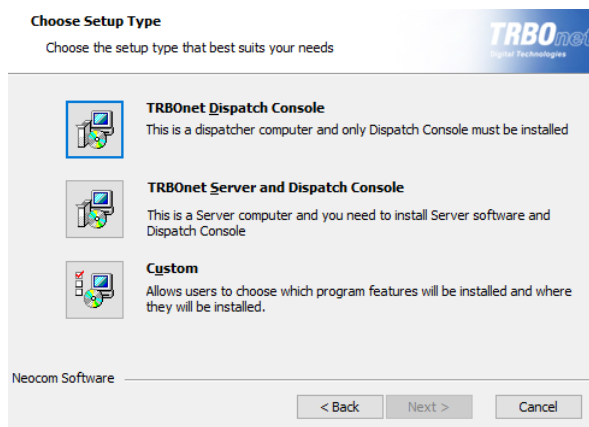 Choose Setup Type
Choose the setup type that best suits your needs
TRBOnet
Digital Technologies
TRBOnet Dispatch Console
This is a dispatcher computer and only Dispatch Console must be installed
TRBOnet Server and Dispatch Console
This is a Server computer and you need to install Server software and
Dispatch Console
Custom
Allows users to choose which program features will be installed and where
they will be installed.
Neocom Software
< Back
Next >
Cancel